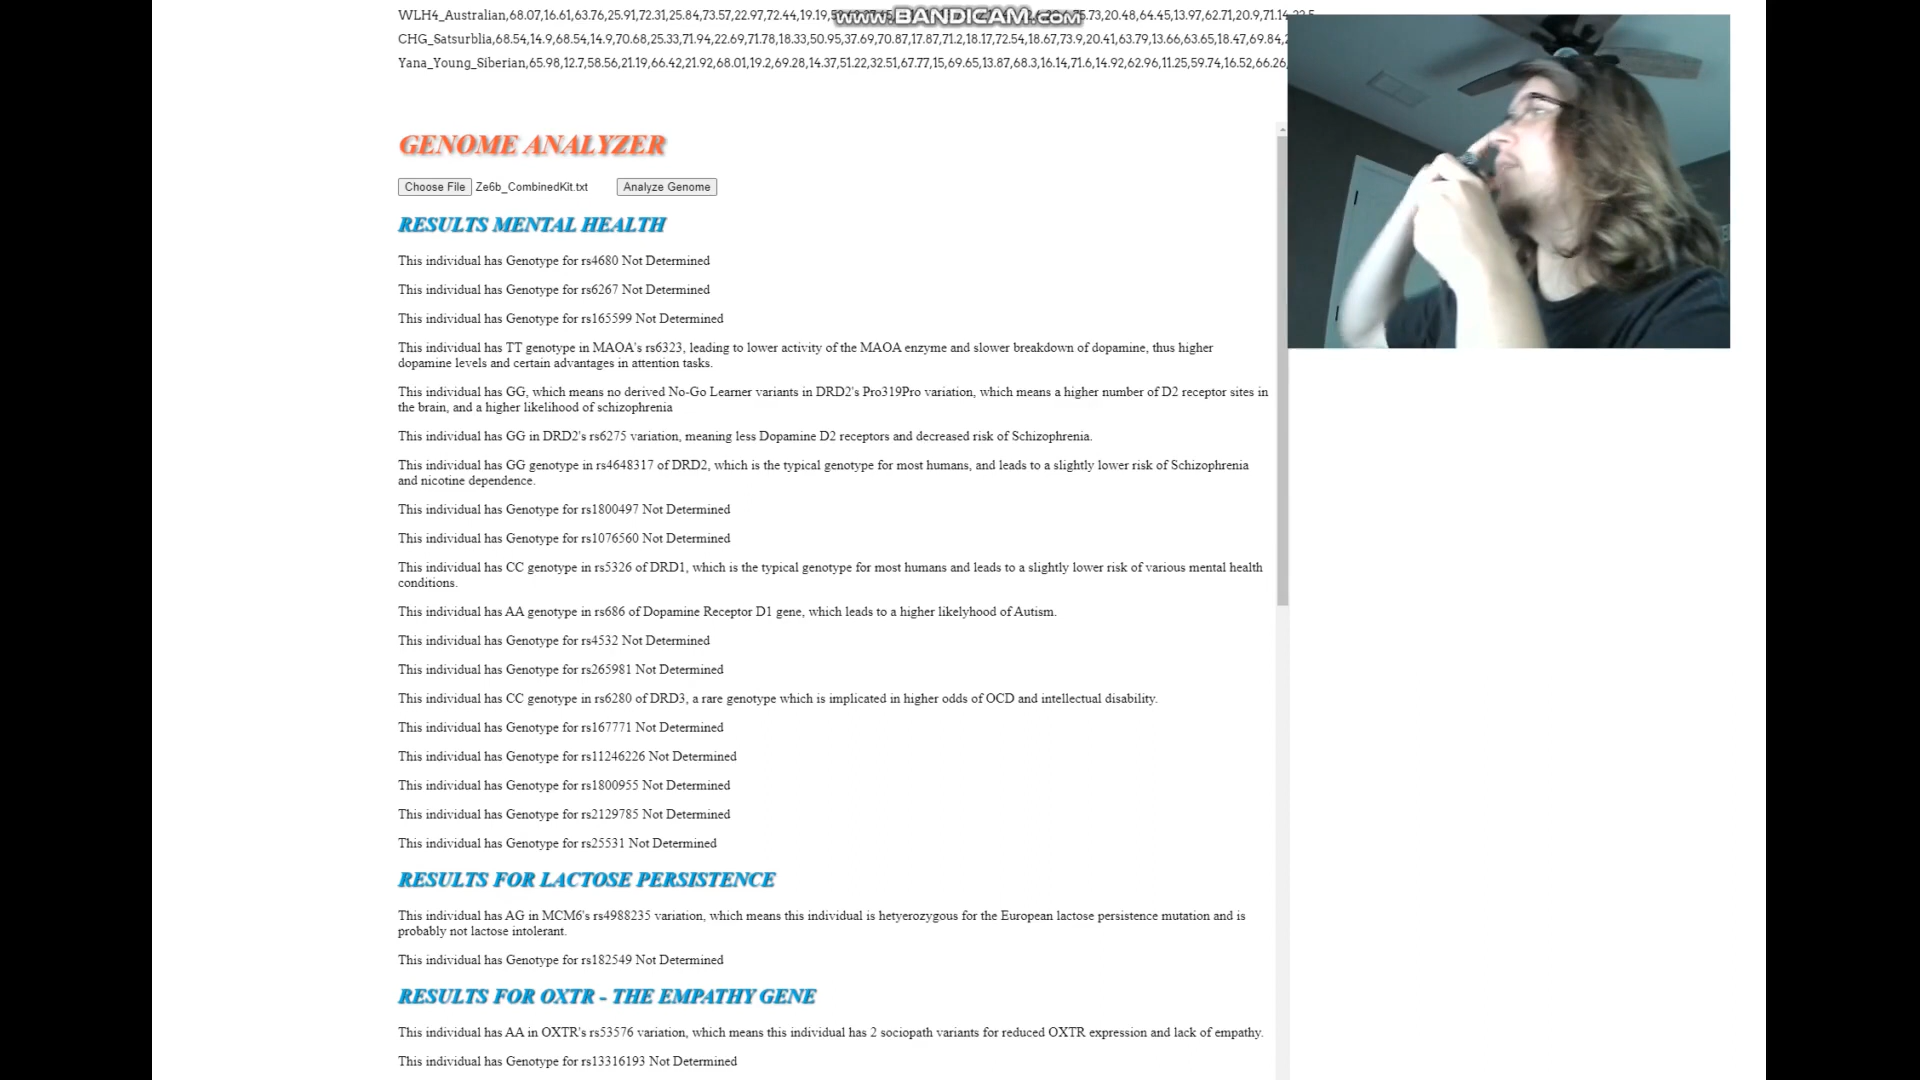 WLH4_Australian,68.07,16.61,63.76,25.91,72.31,25.84,73.57,22.97,72.44,19.19
www.BANDICAM.com
5.73,20.48,64.45,13.97,62.71,20.9,71.14
CHG_Satsurblia,68.54,14.9,68.54,14.9,70.68,25.33,71.94,22.69,71.78,18.33,50.95,37.69,70.87,17.87,71.2,18.17,72.54,18.67,73.9,20.41,63.79,13.66,63.65,18.47,69.84,2
Yana_Young_Siberian,65.98,12.7,58.56,21.19,66.42,21.92,68.01,19.2,69.28,14.37,51.22,32.51,67.77,15,69.65,13.87,68.3,16.14,71.6,14.92,62.96,11.25,59.74,16.52,66.26,
GENOME ANALYZER
Choose File Ze6b_CombinedKit.txt Analyze Genome
RESULTS MENTAL HEALTH
This individual has Genotype for rs4680 Not Determined
This individual has Genotype for rs6267 Not Determined
This individual has Genotype for rs165599 Not Determined
This individual has TT genotype in MAOA's rs6323, leading to lower activity of the MAOA enzyme and slower breakdown of dopamine, thus higher
dopamine levels and certain advantages in attention tasks.
This individual has GG, which means no derived No-Go Learner variants in DRD2's Pro319Pro variation, which means a higher number of D2 receptor sites in
the brain, and a higher likelihood of schizophrenia
This individual has GG in DRD2's rs6275 variation, meaning less Dopamine D2 receptors and decreased risk of Schizophrenia.
This individual has GG genotype in rs4648317 of DRD2, which is the typical genotype for most humans, and leads to a slightly lower risk of Schizophrenia
and nicotine dependence.
This individual has Genotype for rs1800497 Not Determined
This individual has Genotype for rs1076560 Not Determined
This individual has CC genotype in rs5326 of DRD1, which is the typical genotype for most humans and leads to a slightly lower risk of various mental health
conditions.
This individual has AA genotype in rs686 of Dopamine Receptor D1 gene, which leads to a higher likelyhood of Autism.
This individual has Genotype for rs4532 Not Determined
This individual has Genotype for rs265981 Not Determined
This individual has CC genotype in rs6280 of DRD3, a rare genotype which is implicated in higher odds of OCD and intellectual disability.
This individual has Genotype for rs167771 Not Determined
This individual has Genotype for rs11246226 Not Determined
This individual has Genotype for rs1800955 Not Determined
This individual has Genotype for rs2129785 Not Determined
This individual has Genotype for rs25531 Not Determined
RESULTS FOR LACTOSE PERSISTENCE
This individual has AG in MCM6's rs4988235 variation, which means this individual is hetyerozygous for the European lactose persistence mutation and is
probably not lactose intolerant.
This individual has Genotype for rs182549 Not Determined
RESULTS FOR OXTR - THE EMPATHY GENE
This individual has AA in OXTR's rs53576 variation, which means this individual has 2 sociopath variants for reduced OXTR expression and lack of empathy.
This individual has Genotype for rs13316193 Not Determined